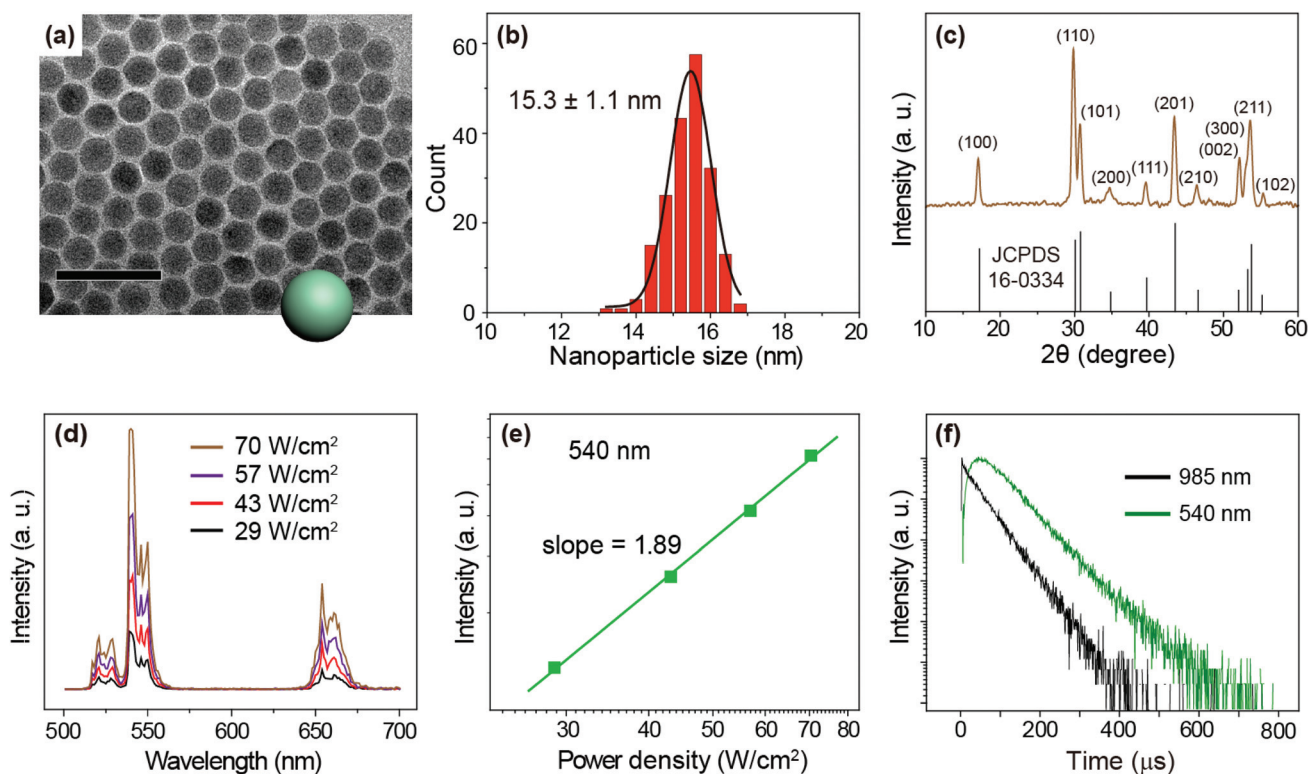 (a)
(b)
60
40
20
0
Count
15.3 ± 1.1 nm
10 12 14 16 18 20
Nanoparticle size (nm)
(c)
Intensity (a. u.)
(100)
(110)
(101)
(200)
(111)
(201)
(210)
(300)
(002)
(211)
(102)
JCPDS
16-0334
10 20 30 40 50 60
2θ (degree)
(d)
Intensity (a. u.)
70 W/cm²
57 W/cm²
43 W/cm²
29 W/cm²
500 550 600 650 700
Wavelength (nm)
(e)
Intensity (a. u.)
540 nm
slope = 1.89
30 40 50 60 70 80
Power density (W/cm²)
(f)
Intensity (a. u.)
985 nm
540 nm
0 200 400 600 800
Time (μs)